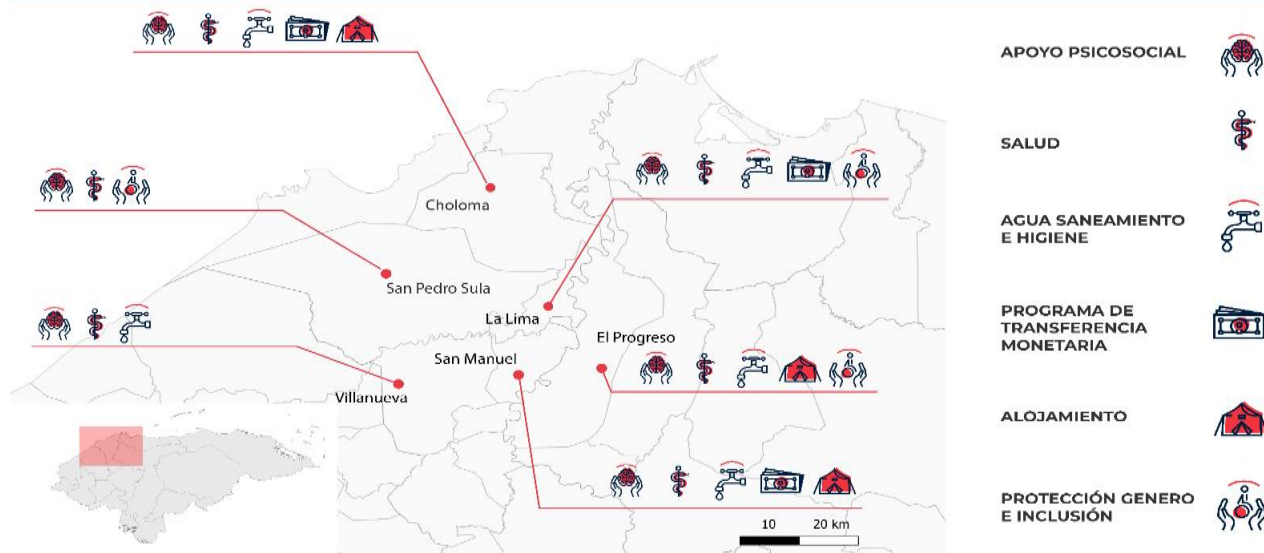 Choloma
San Pedro Sula
La Lima
El Progreso
San Manuel
Villanueva
10 20 km
APOYO PSICOSOCIAL
SALUD
AGUA SANEAMIENTO
E HIGIENE
PROGRAMA DE
TRANSFERENCIA
MONETARIA
ALOJAMIENTO
PROTECCIÓN GENERO
E INCLUSIÓN